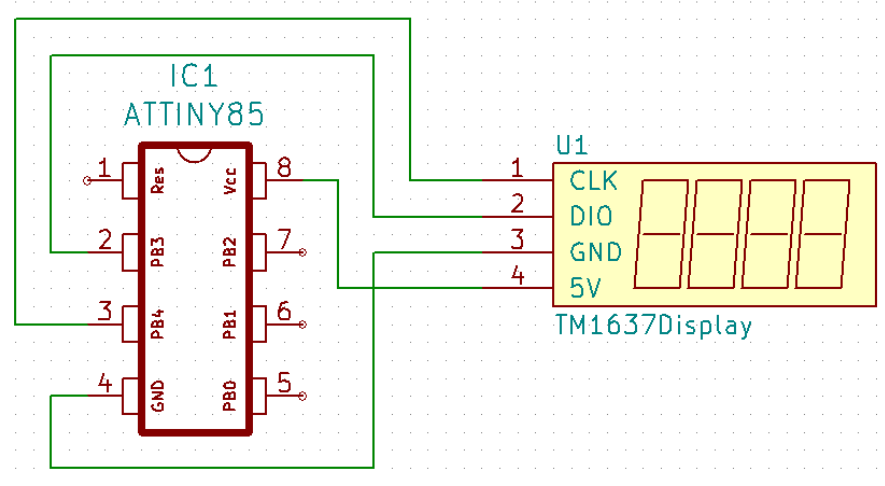 IC1
ATTINY85
1 Res Vcc 8
2 PB3 PB2 7
3 PB4 PB1 6
4 GND PB0 5
U1
1 CLK
2 DIO
3 GND
4 5V
TM1637Display